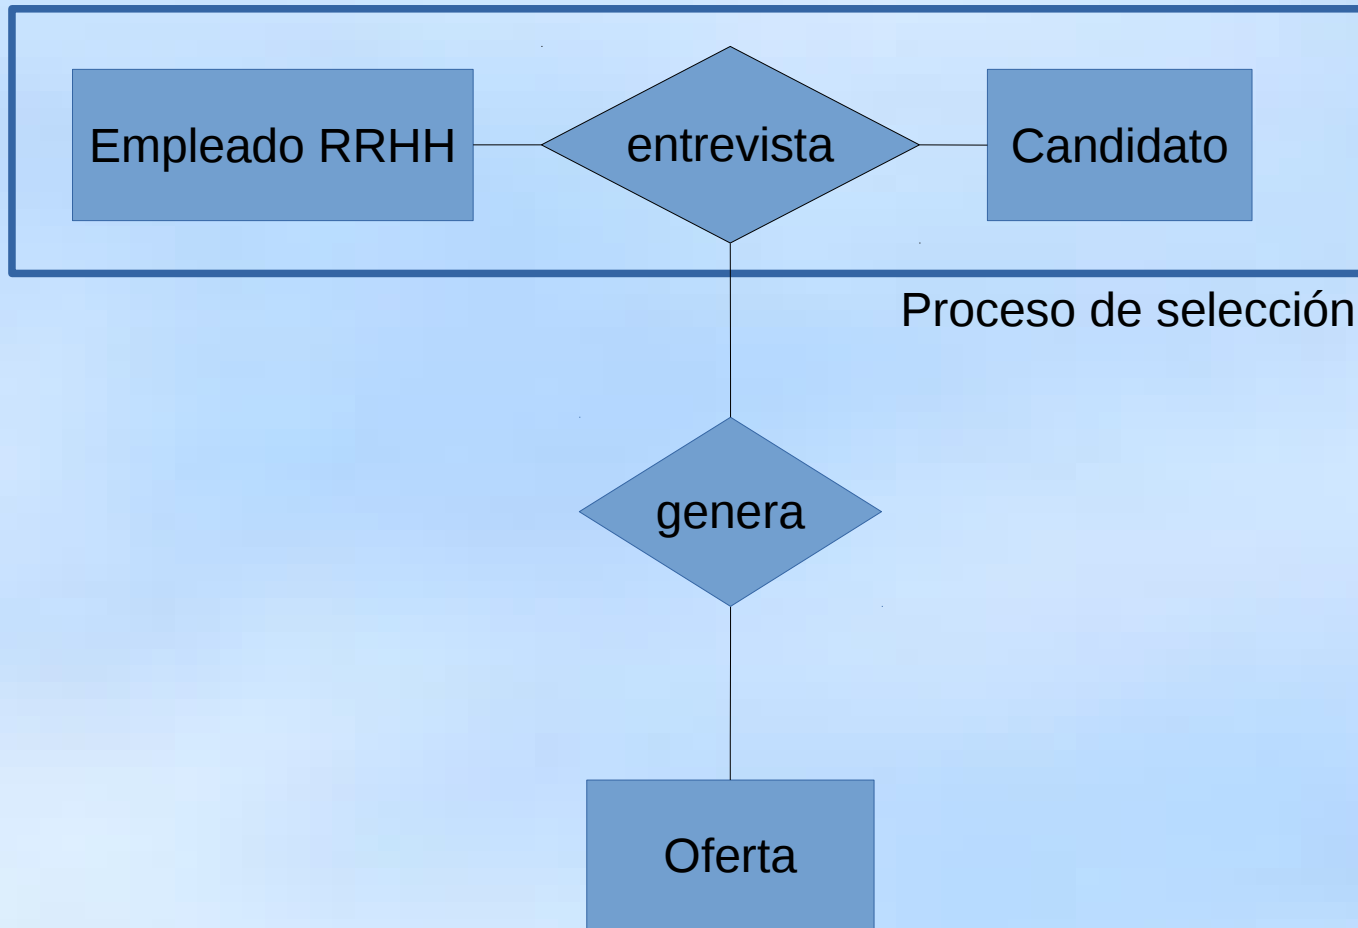 Empleado RRHH
entrevista
Candidato
Proceso de selección
genera
Oferta